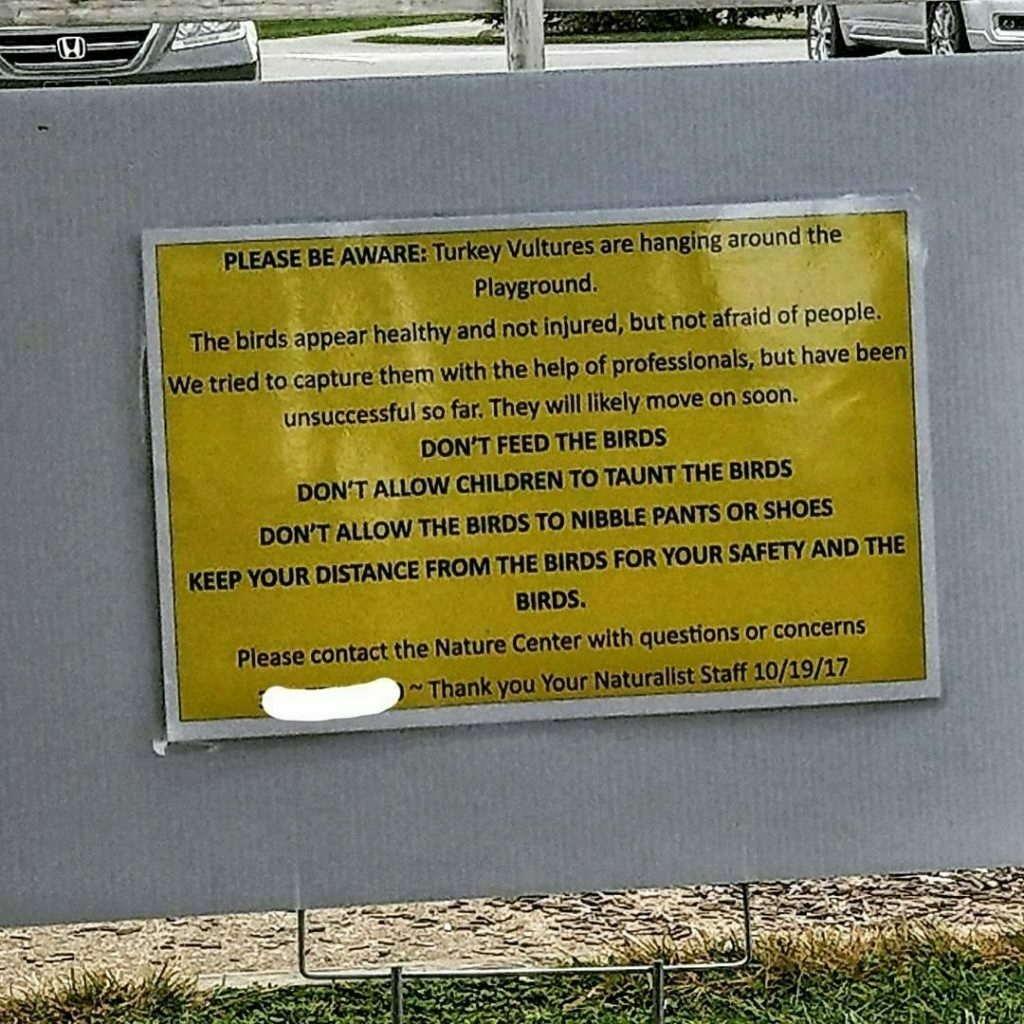 PLEASE BE AWARE: Turkey Vultures are hanging around the
Playground.
The birds appear healthy and not injured, but not afraid of people.
We tried to capture them with the help of professionals, but have been
unsuccessful so far. They will likely move on soon.
DON'T FEED THE BIRDS
DON'T ALLOW CHILDREN TO TAUNT THE BIRDS
DON'T ALLOW THE BIRDS TO NIBBLE PANTS OR SHOES
KEEP YOUR DISTANCE FROM THE BIRDS FOR YOUR SAFETY AND THE
BIRDS.
Please contact the Nature Center with questions or concerns
~ Thank you Your Naturalist Staff 10/19/17